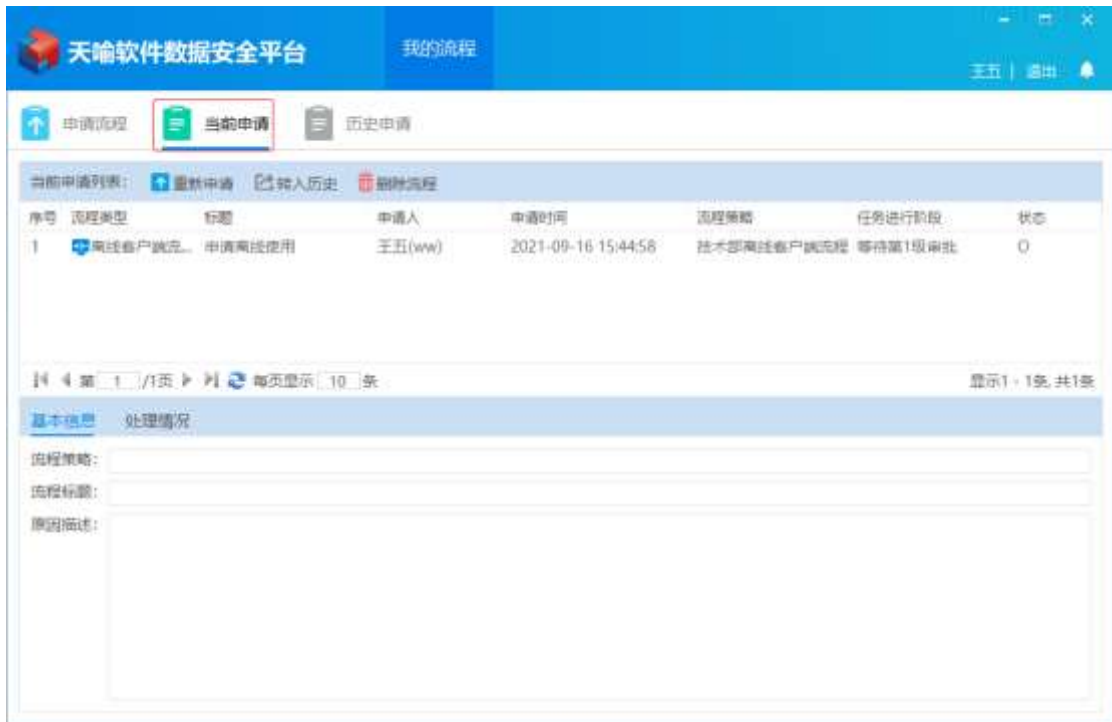 天喻软件数据安全平台 我的流程
王五 | 退出
申请流程 当前申请 历史申请
当前申请列表: 重新申请 转入历史 删除流程
序号 流程类型 标题 申请人 申请时间 流程策略 任务进行阶段 状态
1 离线客户端流... 申请离线使用 王五(ww) 2021-09-16 15:44:58 技术部离线客户端流程 等待第1级审批
第 1 /1页 每页显示 10 条 显示1 - 1条, 共1条
基本信息 处理情况
流程策略:
流程标题:
原因描述: